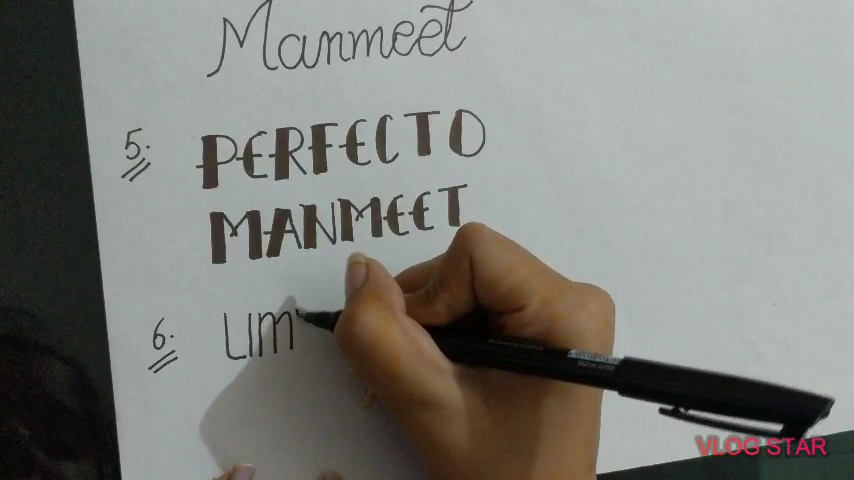 Manmeet
5. PERFECTO
MANMEET
6. LIM
VLOG STAR